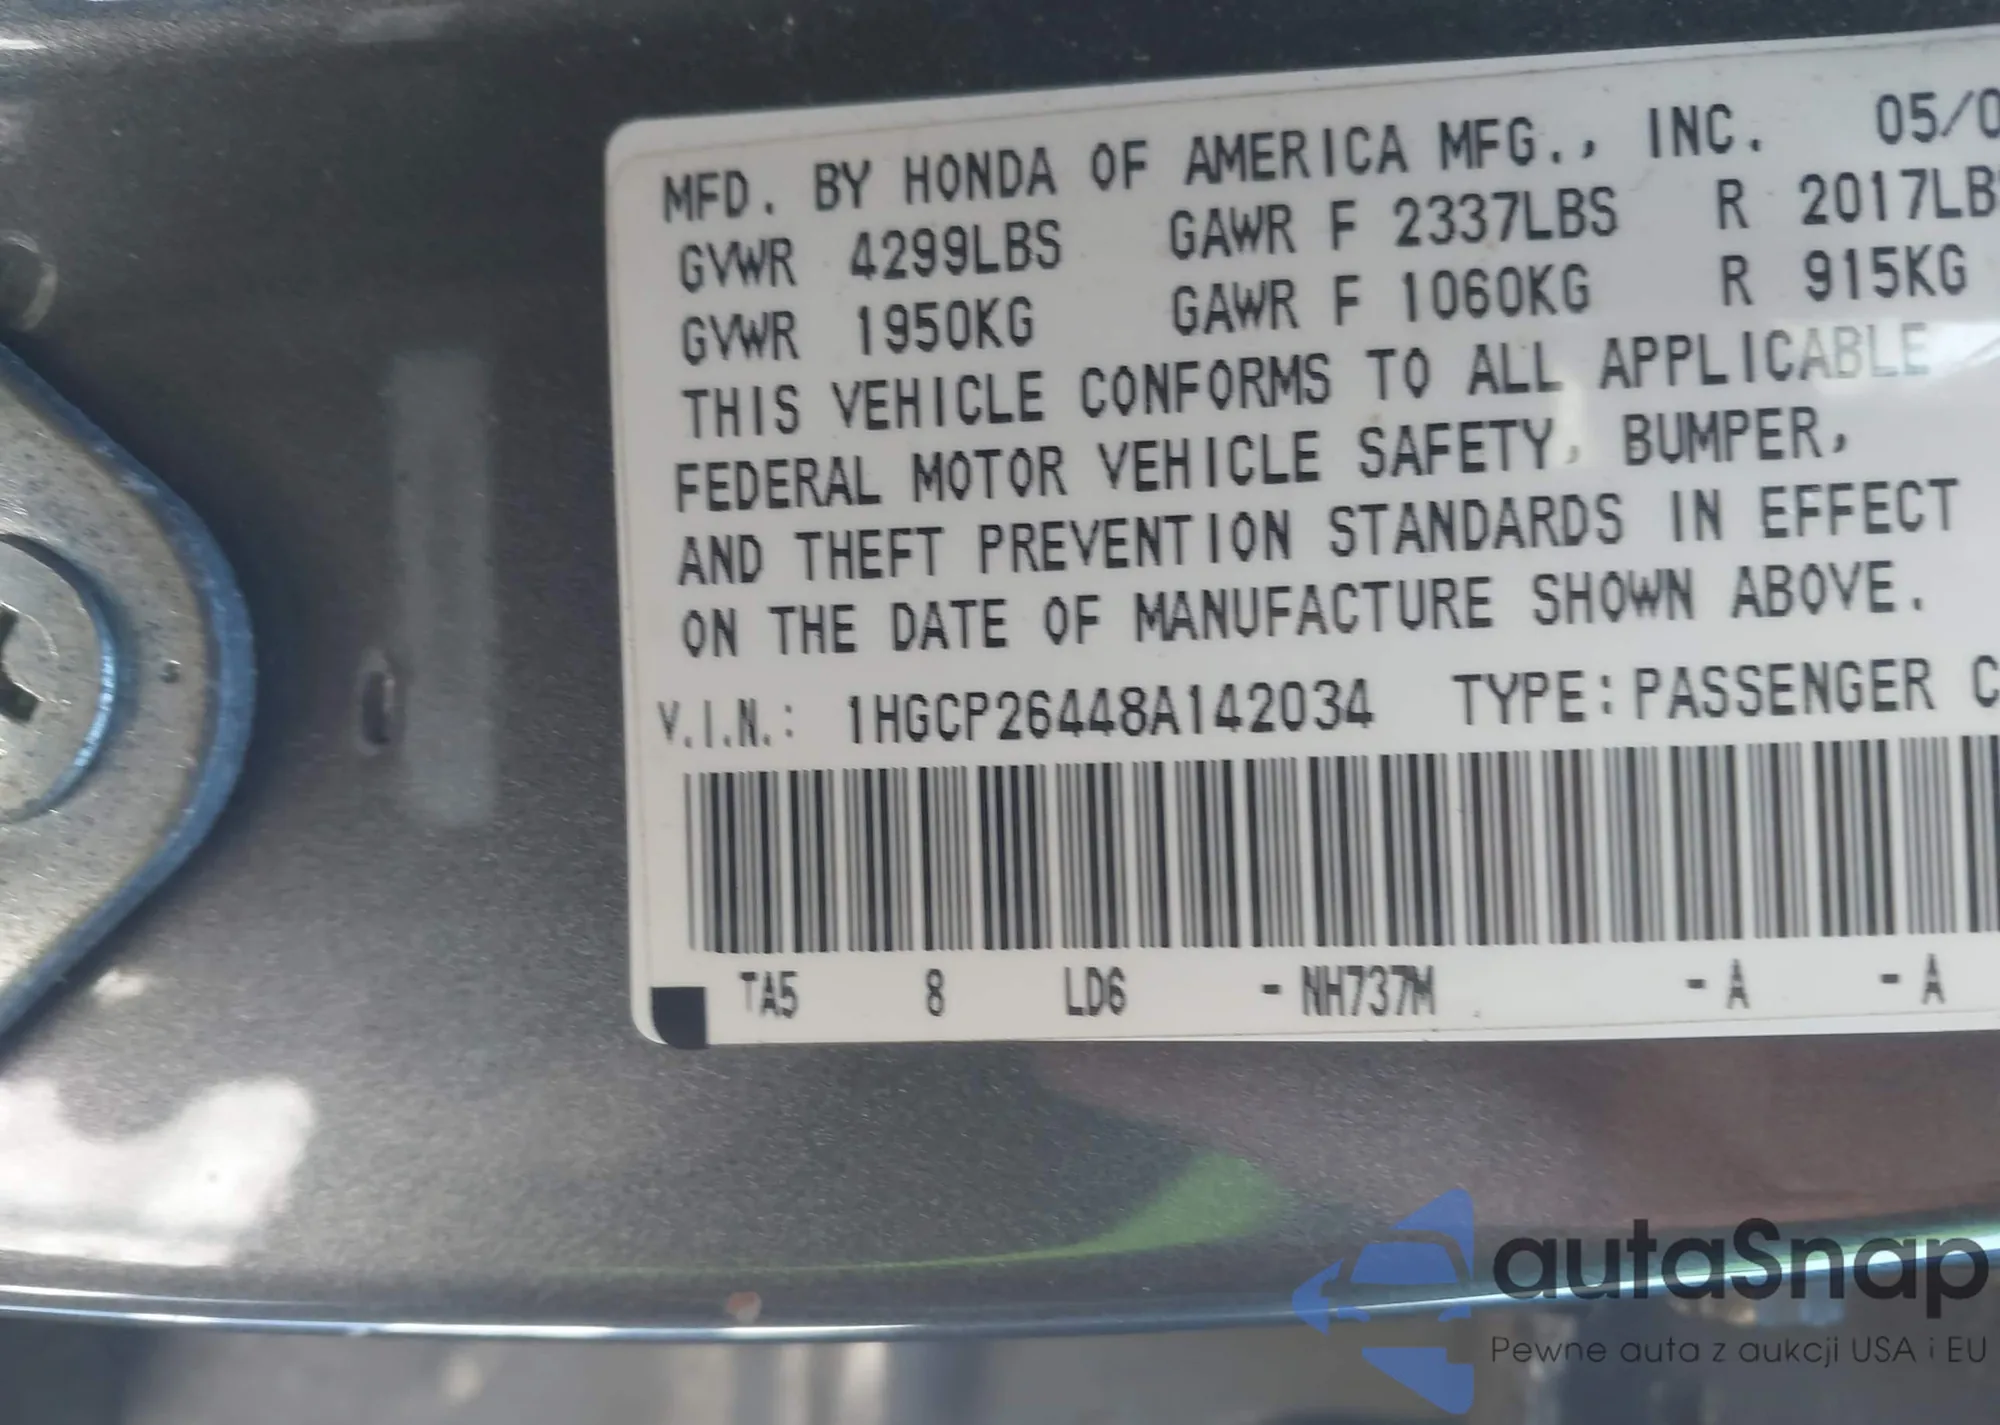 MFD. BY HONDA OF AMERICA MFG., INC. 05/0
GVWR 4299LBS GAWR F 2337LBS R 2017LB
GVWR 1950KG GAWR F 1060KG R 915KG
THIS VEHICLE CONFORMS TO ALL APPLICABLE
FEDERAL MOTOR VEHICLE SAFETY, BUMPER,
AND THEFT PREVENTION STANDARDS IN EFFECT
ON THE DATE OF MANUFACTURE SHOWN ABOVE.
V.I.N.: 1HGCP26448A142034 TYPE:PASSENGER C
TA5 8 LD6 - NH737M - A - A
autaSnap
Pewne auta z aukcji USA i EU